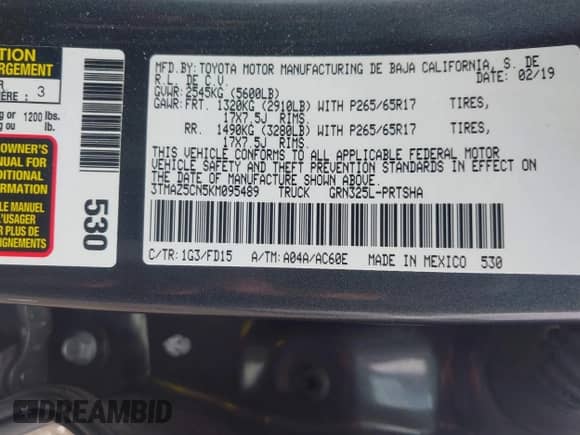 TION
RGEMENT
R
ÈRE : 3
g or 1200 lbs.
OWNER'S
NUAL FOR
DITIONAL
RMATION
LE MANUEL
L'USAGER
R PLUS DE
GNEMENTS
530
MFD.BY:TOYOTA MOTOR MANUFACTURING DE BAJA CALIFORNIA, S. DE
R.L. DE C.V. DATE: 02/19
GVWR:2545KG (5600LB)
GAWR:FRT. 1320KG (2910LB) WITH P265/65R17 TIRES,
17X7.5J RIMS.
RR. 1490KG (3280LB) WITH P265/65R17 TIRES,
17X7.5J RIMS.
THIS VEHICLE CONFORMS TO ALL APPLICABLE FEDERAL MOTOR
VEHICLE SAFETY AND THEFT PREVENTION STANDARDS IN EFFECT ON
THE DATE OF MANUFACTURE SHOWN ABOVE.
3TMAZ5CN5KM095489 TRUCK GRN325L-PRTSHA
C/TR:1G3/FD15 A/TM:A04A/AC60E MADE IN MEXICO 530
DREAMBID